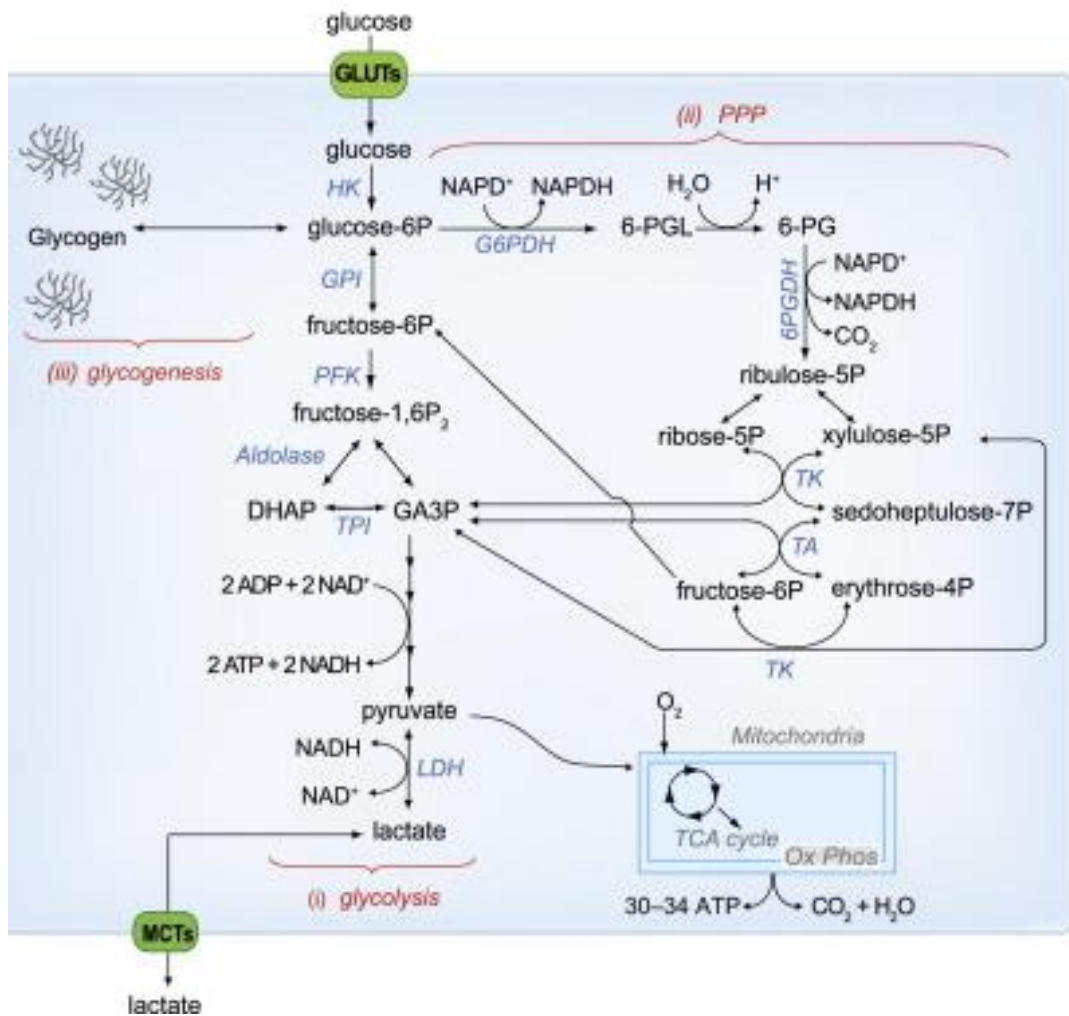 glucose
GLUTs
(ii) PPP
glucose
HK
NAPD⁺ NAPDH
H₂O H⁺
Glycogen
glucose-6P
G6PDH
6-PGL
6-PG
GPI
6PGDH
NAPD⁺
NAPDH
CO₂
fructose-6P
(iii) glycogenesis
PFK
ribulose-5P
fructose-1,6P₂
ribose-5P xylulose-5P
Aldolase
TK
DHAP
TPI
GA3P
sedoheptulose-7P
TA
2 ADP + 2 NAD⁺
fructose-6P erythrose-4P
2 ATP + 2 NADH
TK
pyruvate
O₂
Mitochondria
NADH
LDH
NAD⁺
lactate
TCA cycle
Ox Phos
(i) glycolysis
30–34 ATP CO₂ + H₂O
MCTs
lactate